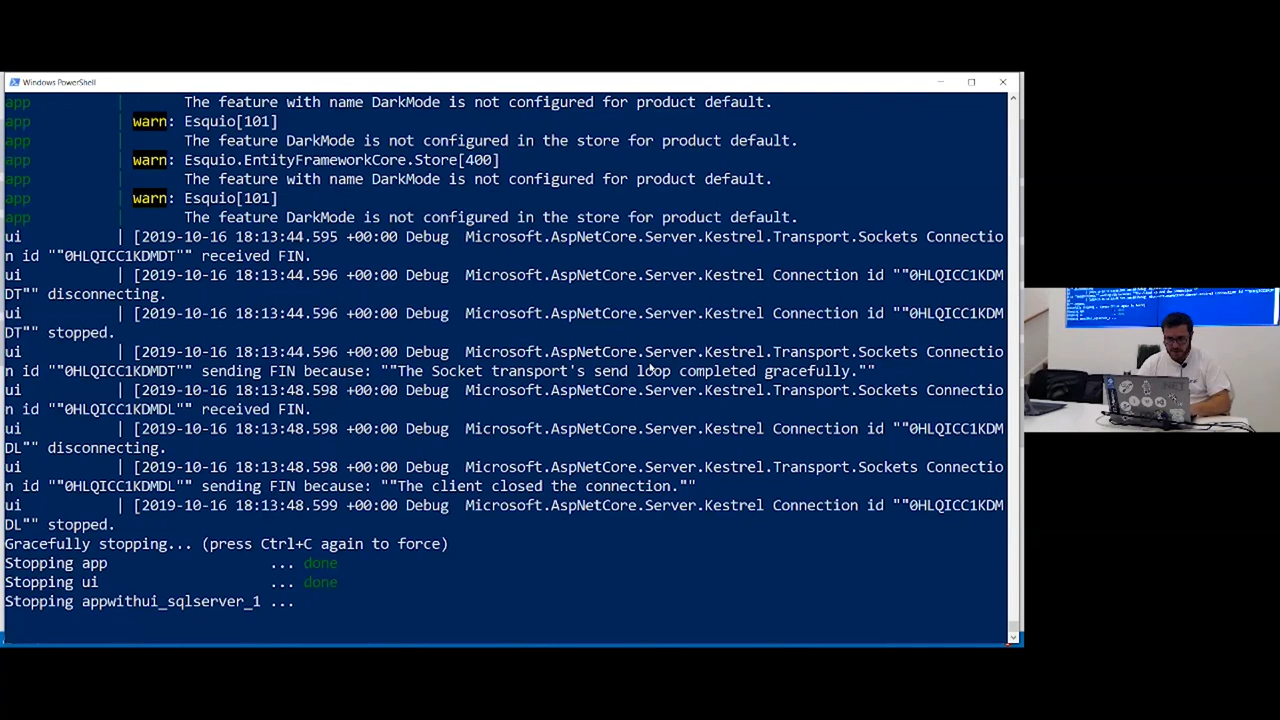 Windows PowerShell
app | The feature with name DarkMode is not configured for product default.
app | warn: Esquio[101]
app | The feature DarkMode is not configured in the store for product default.
app | warn: Esquio.EntityFrameworkCore.Store[400]
app | The feature with name DarkMode is not configured for product default.
app | warn: Esquio[101]
app | The feature DarkMode is not configured in the store for product default.
ui | [2019-10-16 18:13:44.595 +00:00 Debug Microsoft.AspNetCore.Server.Kestrel.Transport.Sockets Connectio
n id ""0HLQICC1KDMDT"" received FIN.
ui | [2019-10-16 18:13:44.596 +00:00 Debug Microsoft.AspNetCore.Server.Kestrel Connection id ""0HLQICC1KDM
DT"" disconnecting.
ui | [2019-10-16 18:13:44.596 +00:00 Debug Microsoft.AspNetCore.Server.Kestrel Connection id ""0HLQICC1KDM
DT"" stopped.
ui | [2019-10-16 18:13:44.596 +00:00 Debug Microsoft.AspNetCore.Server.Kestrel.Transport.Sockets Connectio
n id ""0HLQICC1KDMDT"" sending FIN because: ""The Socket transport's send loop completed gracefully.""
ui | [2019-10-16 18:13:48.598 +00:00 Debug Microsoft.AspNetCore.Server.Kestrel.Transport.Sockets Connectio
n id ""0HLQICC1KDMDL"" received FIN.
ui | [2019-10-16 18:13:48.598 +00:00 Debug Microsoft.AspNetCore.Server.Kestrel Connection id ""0HLQICC1KDM
DL"" disconnecting.
ui | [2019-10-16 18:13:48.598 +00:00 Debug Microsoft.AspNetCore.Server.Kestrel.Transport.Sockets Connectio
n id ""0HLQICC1KDMDL"" sending FIN because: ""The client closed the connection.""
ui | [2019-10-16 18:13:48.599 +00:00 Debug Microsoft.AspNetCore.Server.Kestrel Connection id ""0HLQICC1KDM
DL"" stopped.
Gracefully stopping... (press Ctrl+C again to force)
Stopping app ... done
Stopping ui ... done
Stopping appwithui_sqlserver_1 ...
.NET